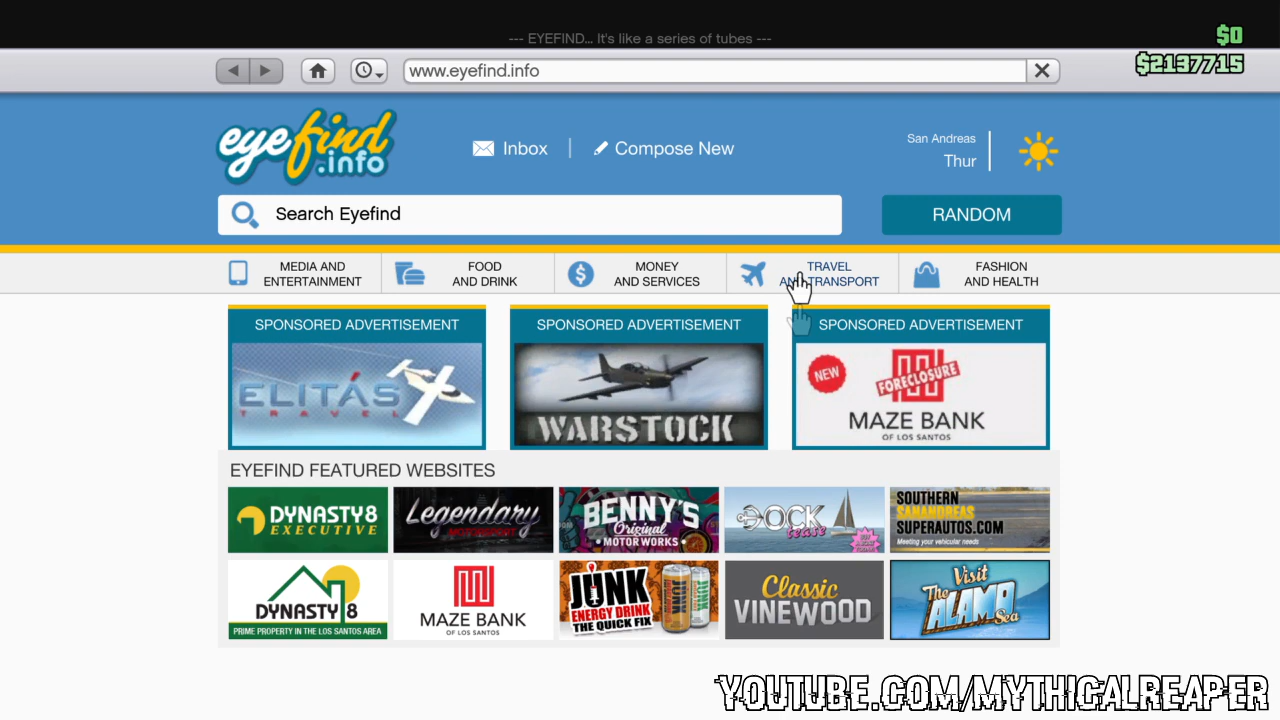 --- EYEFIND... It's like a series of tubes ---
$0
$2137715
www.eyefind.info
eyefind
.info
Inbox
Compose New
San Andreas
Thur
Search Eyefind
RANDOM
MEDIA AND
ENTERTAINMENT
FOOD
AND DRINK
MONEY
AND SERVICES
TRAVEL
AND TRANSPORT
FASHION
AND HEALTH
SPONSORED ADVERTISEMENT
SPONSORED ADVERTISEMENT
SPONSORED ADVERTISEMENT
ELITÁS
TRAVEL
WARSTOCK
NEW
FORECLOSURE
MAZE BANK
OF LOS SANTOS
EYEFIND FEATURED WEBSITES
DYNASTY8
EXECUTIVE
Legendary
MOTORSPORT
BENNY'S
Original
MOTORWORKS
DOCK
tease
SOUTHERN
SANANDREAS
SUPERAUTOS.COM
Meeting your vehicular needs
DYNASTY 8
PRIME PROPERTY IN THE LOS SANTOS AREA
MAZE BANK
OF LOS SANTOS
JUNK
ENERGY DRINK
THE QUICK FIX
Classic
VINEWOOD
Visit
The
ALAMO
Sea
YOUTUBE.COM/MYTHICALREAPER